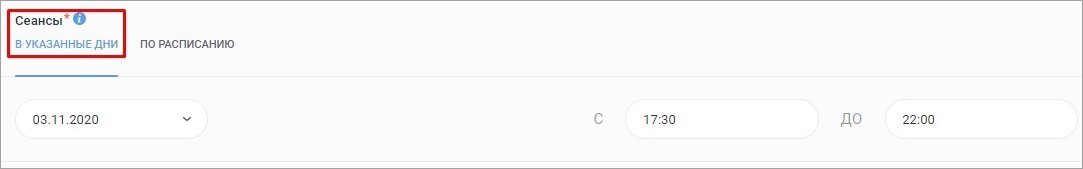 Сеансы*
В УКАЗАННЫЕ ДНИ ПО РАСПИСАНИЮ
03.11.2020 С 17:30 ДО 22:00